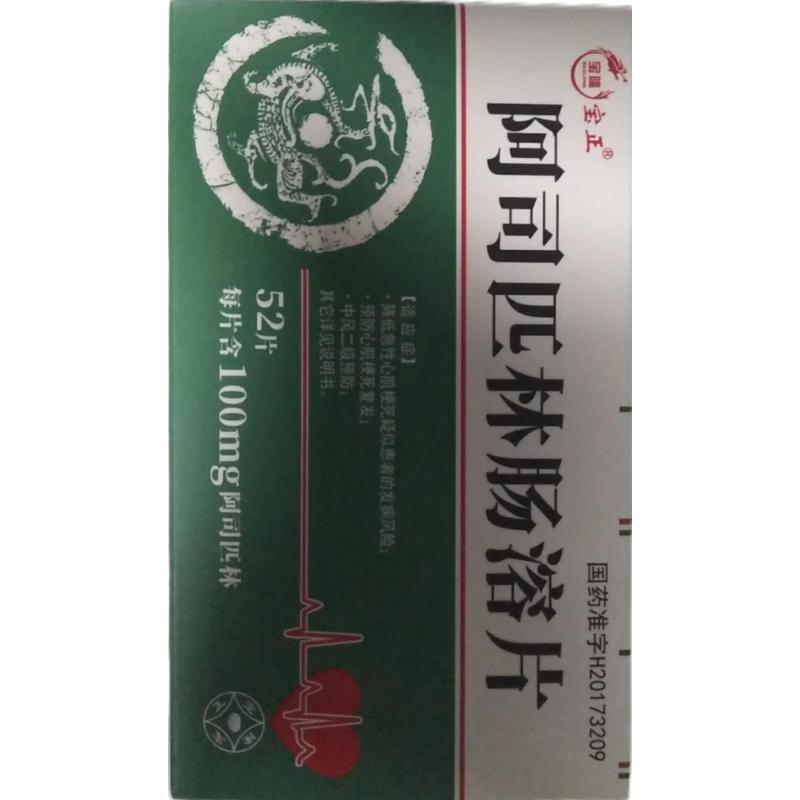 宝龍
宝正®
阿司匹林肠溶片
国药准字H20173209
【适应症】
·降低急性心肌梗死疑似患者的发病风险；
·预防心肌梗死复发；
·中风二级预防；
其它详见说明书。
52片
每片含100mg阿司匹林